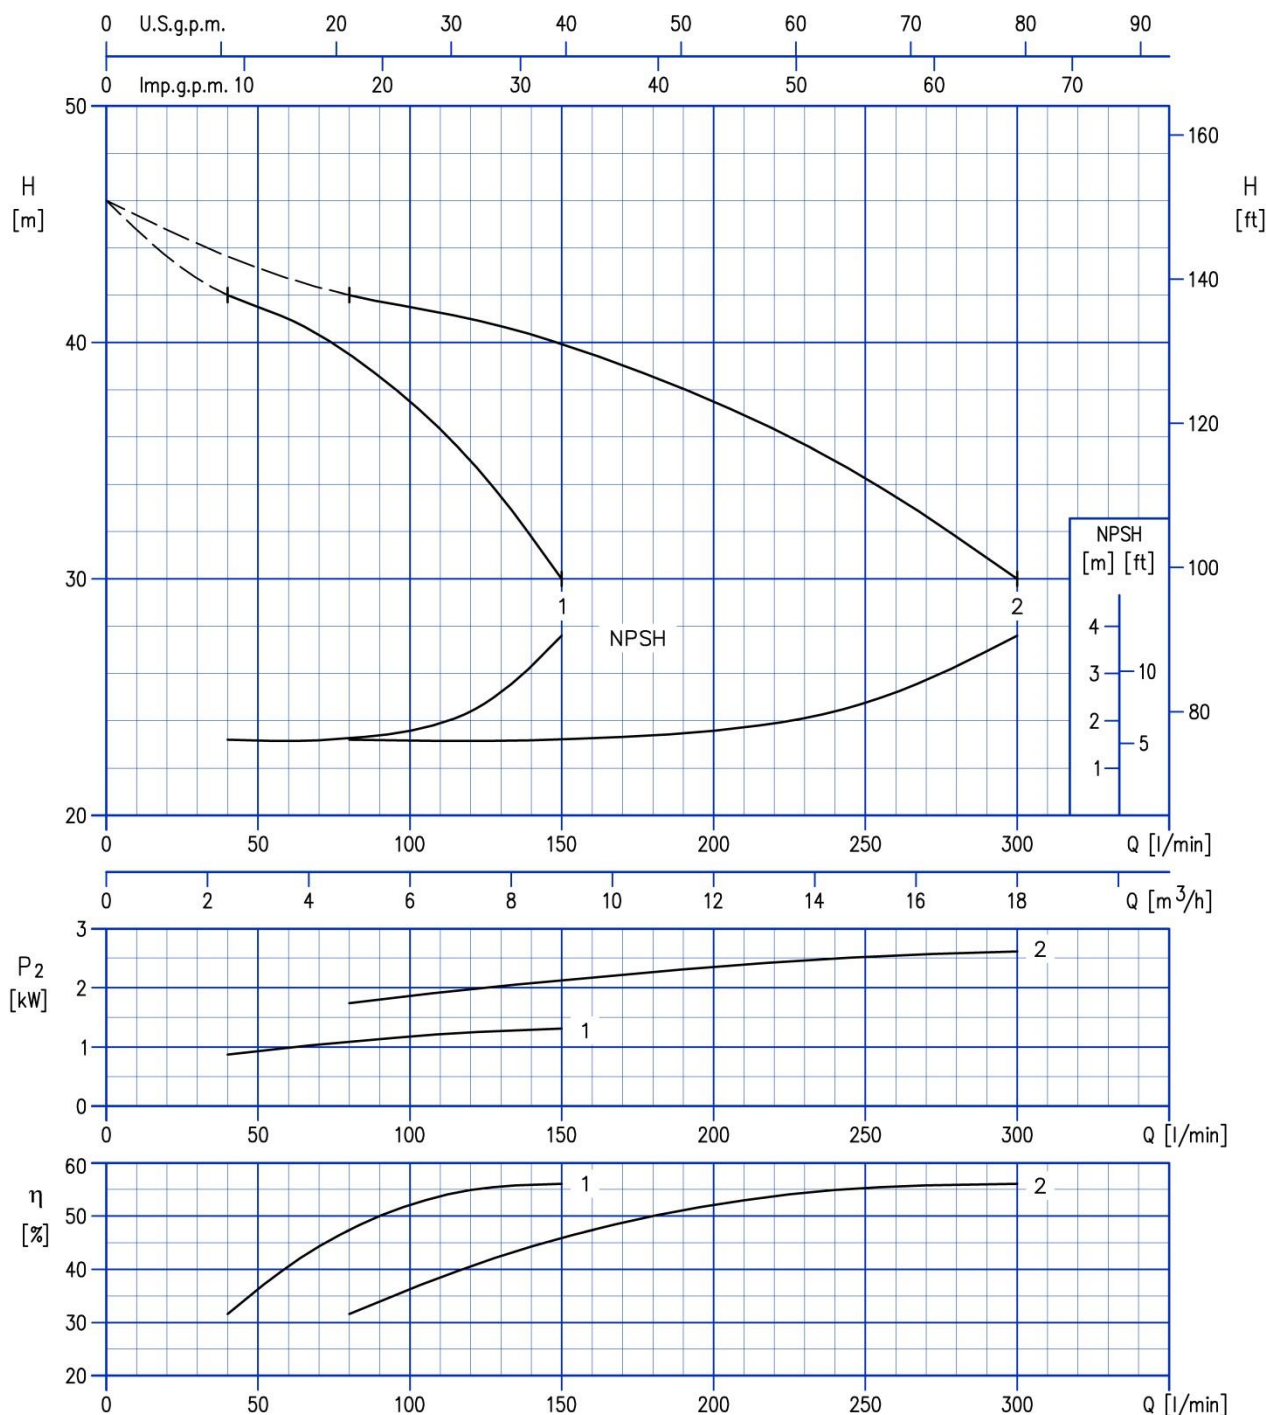 0 U.S.g.p.m. 20 30 40 50 60 70 80 90
0 Imp.g.p.m. 10 20 30 40 50 60 70
50
160
H
[m]
H
[ft]
140
40
120
NPSH
[m] [ft]
30
100
1
2
4
NPSH
3
10
2
80
5
1
20
0 50 100 150 200 250 300 Q [l/min]
0 2 4 6 8 10 12 14 16 18 Q [m³/h]
3
P2
[kW]
2
2
1
1
0
0 50 100 150 200 250 300 Q [l/min]
60
1
2
η
[%]
50
40
30
20
0 50 100 150 200 250 300 Q [l/min]